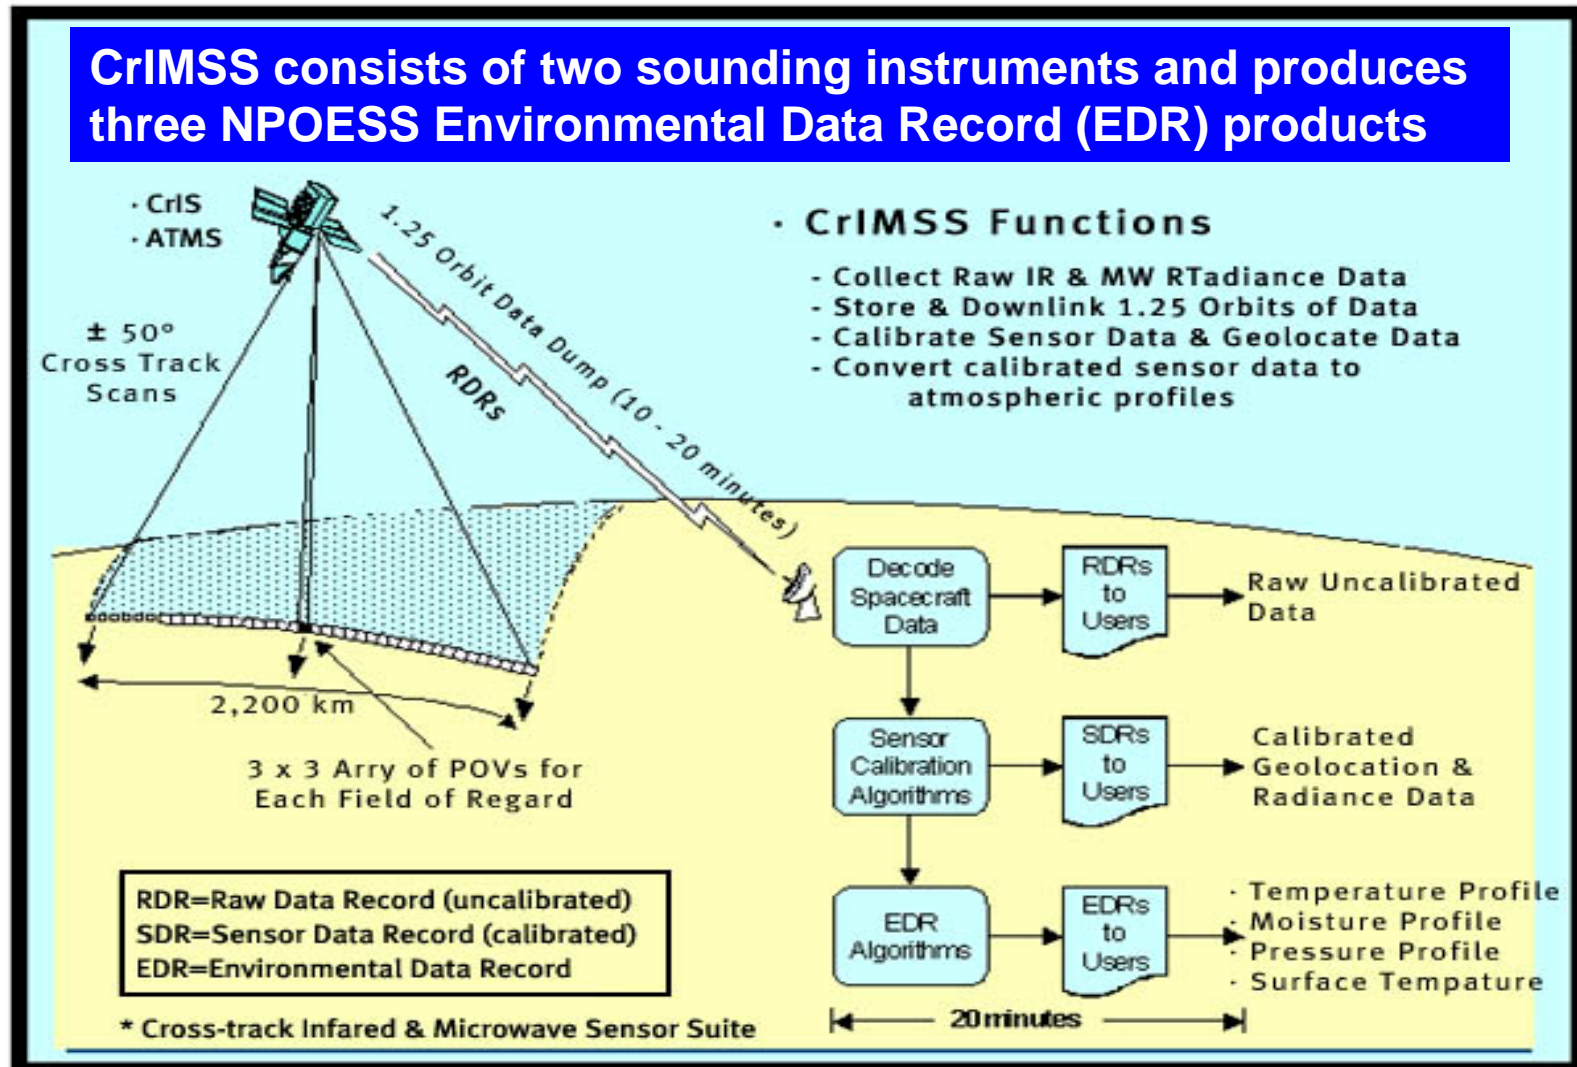 CrIMSS consists of two sounding instruments and produces
three NPOESS Environmental Data Record (EDR) products
· CrIS
· ATMS
± 50°
Cross Track
Scans
1.25 Orbit Data Dump (10 - 20 minutes)
RDRs
· CrIMSS Functions
- Collect Raw IR & MW RTadiance Data
- Store & Downlink 1.25 Orbits of Data
- Calibrate Sensor Data & Geolocate Data
- Convert calibrated sensor data to
atmospheric profiles
2,200 km
3 x 3 Arry of POVs for
Each Field of Regard
Decode
Spacecraft
Data
RDRs
to
Users
Raw Uncalibrated
Data
Sensor
Calibration
Algorithms
SDRs
to
Users
Calibrated
Geolocation &
Radiance Data
EDR
Algorithms
EDRs
to
Users
· Temperature Profile
· Moisture Profile
· Pressure Profile
· Surface Tempature
20 minutes
RDR=Raw Data Record (uncalibrated)
SDR=Sensor Data Record (calibrated)
EDR=Environmental Data Record
* Cross-track Infared & Microwave Sensor Suite